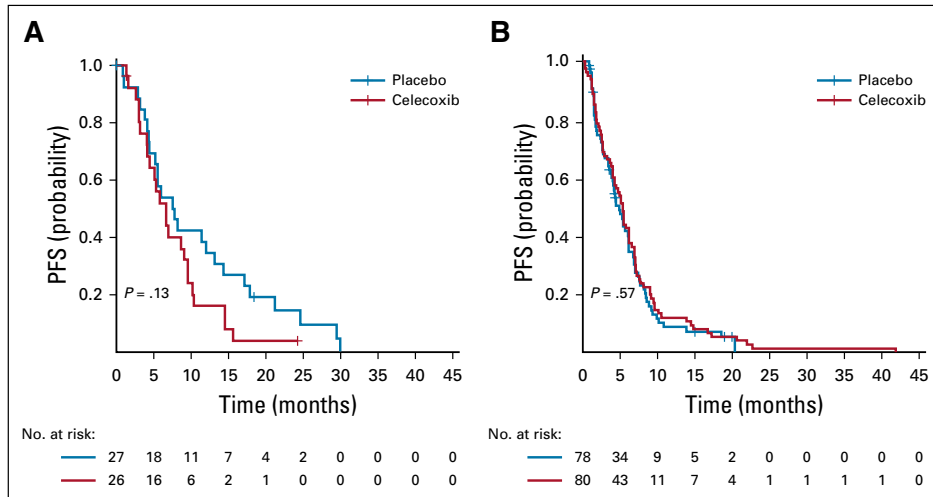 A
1.0
0.8
0.6
0.4
0.2
PFS (probability)
Placebo
Celecoxib
P = .13
0 5 10 15 20 25 30 35 40 45
Time (months)
No. at risk:
27 18 11 7 4 2 0 0 0 0
26 16 6 2 1 0 0 0 0 0
B
1.0
0.8
0.6
0.4
0.2
PFS (probability)
Placebo
Celecoxib
P = .57
0 5 10 15 20 25 30 35 40 45
Time (months)
No. at risk:
78 34 9 5 2 0 0 0 0 0
80 43 11 7 4 1 1 1 1 0